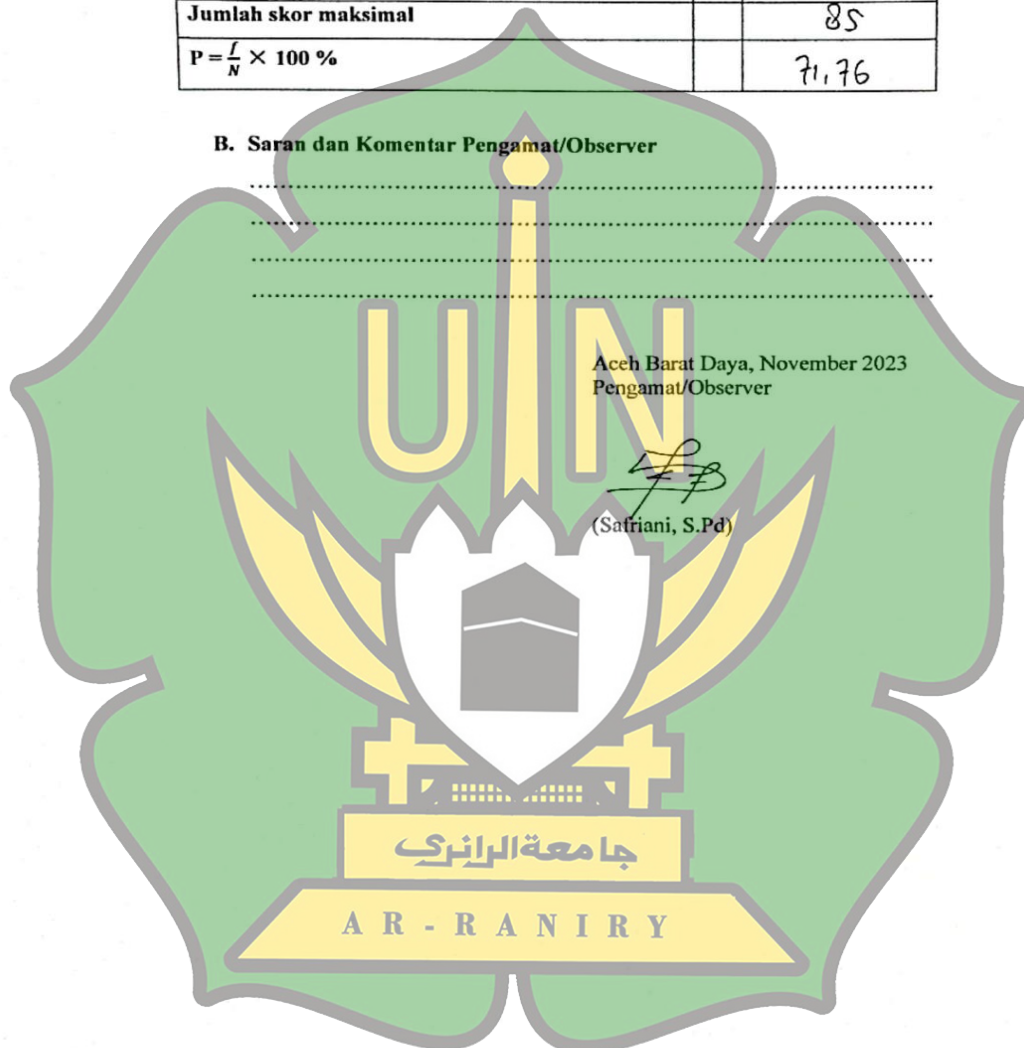 Jumlah skor maksimal 85
P = f/N × 100 % 71,76
B. Saran dan Komentar Pengamat/Observer
Aceh Barat Daya, November 2023
Pengamat/Observer
(Safriani, S.Pd)
UIN
جامعة الرانري
AR-RANIRY